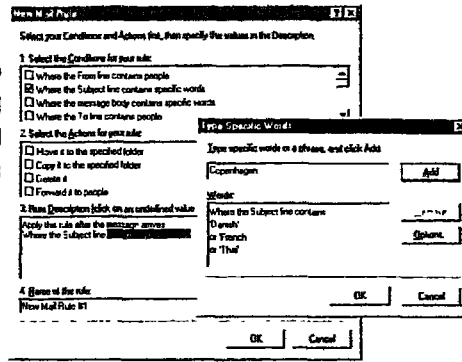 New Mail Rule
Select your Conditions and Actions first, then specify the values in the Description.
1. Select the Conditions for your rule:
Where the From line contains people
Where the Subject line contains specific words
Where the message body contains specific words
Where the To line contains people
2. Select the Actions for your rule:
Move it to the specified folder
Copy it to the specified folder
Delete it
Forward it to people
3. Rule Description (click on an undefined value
Apply this rule after the message arrives
Where the Subject line
4. Name of the rule:
New Mail Rule #1
OK Cancel
Type Specific Words
Type specific words or a phrase, and click Add.
Copenhagen
Add
Words:
Where the Subject line contains
'Danish'
or 'French'
or 'Thai'
Options
OK Cancel